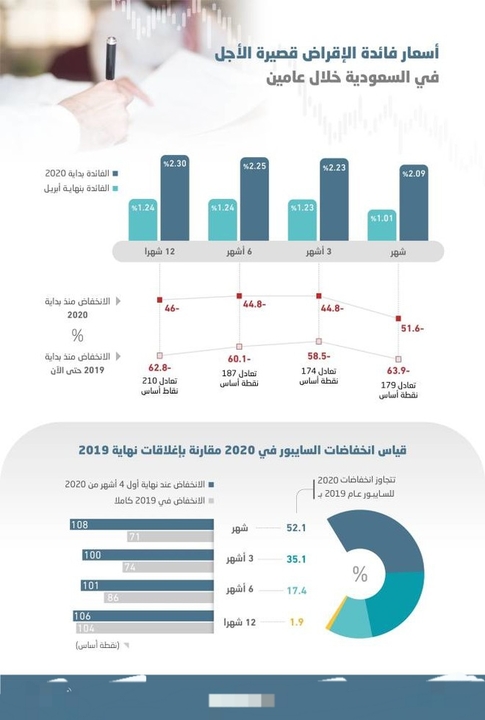 أسعار فائدة الإقراض قصيرة الأجل
في السعودية خلال عامين
الفائدة بداية 2020
الفائدة بنهاية أبريل
%2.09
%1.01
%2.23
%1.23
%2.25
%1.24
%2.30
%1.24
شهر
3 أشهر
6 أشهر
12 شهرا
الانخفاض منذ بداية
2020
%
الانخفاض منذ بداية
2019 حتى الآن
51.6-
44.8-
44.8-
46-
63.9-
تعادل 179
نقطة أساس
58.5-
تعادل 174
نقطة أساس
60.1-
تعادل 187
نقطة أساس
62.8-
تعادل 210
نقاط أساس
قياس انخفاضات السايبور في 2020 مقارنة بإغلاقات نهاية 2019
تتجاوز انخفاضات 2020
للسايبور عام 2019 بـ
الانخفاض عند نهاية أول 4 أشهر من 2020
الانخفاض في 2019 كاملا
%
52.1
شهر
108
71
35.1
3 أشهر
100
74
17.4
6 أشهر
101
86
1.9
12 شهرا
106
104
(نقطة أساس)